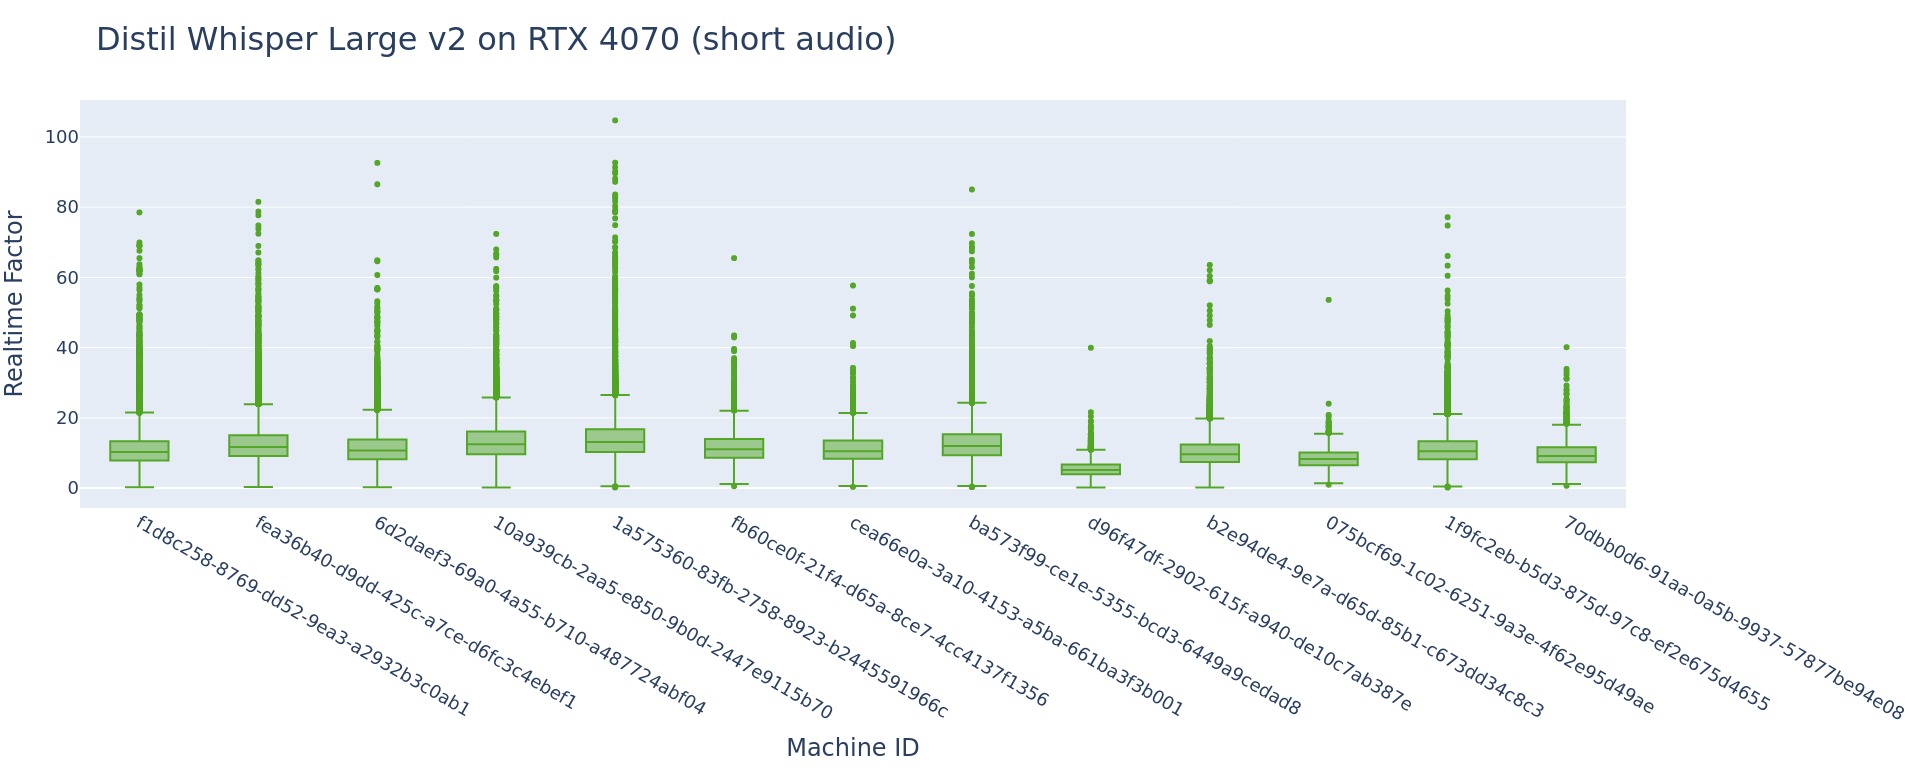 Distil Whisper Large v2 on RTX 4070 (short audio)
Realtime Factor
100
80
60
40
20
0
f1d8c258-8769-dd52-9ea3-a2932b3c0ab1
fea36b40-d9dd-425c-a7ce-d6fc3c4ebef1
6d2daef3-69a0-4a55-b710-a487724abf04
10a939cb-2aa5-e850-9b0d-2447e9115b70
1a575360-83fb-2758-8923-b2445591966c
fb60ce0f-21f4-d65a-8ce7-4cc4137f1356
cea66e0a-3a10-4153-a5ba-661ba3f3b001
ba573f99-ce1e-5355-bcd3-6449a9cedad8
d96f47df-2902-615f-a940-de10c7ab387e
b2e94de4-9e7a-d65d-85b1-c673dd34c8c3
075bcf69-1c02-6251-9a3e-4f62e95d49ae
1f9fc2eb-b5d3-875d-97c8-ef2e675d4655
70dbb0d6-91aa-0a5b-9937-57877be94e08
Machine ID